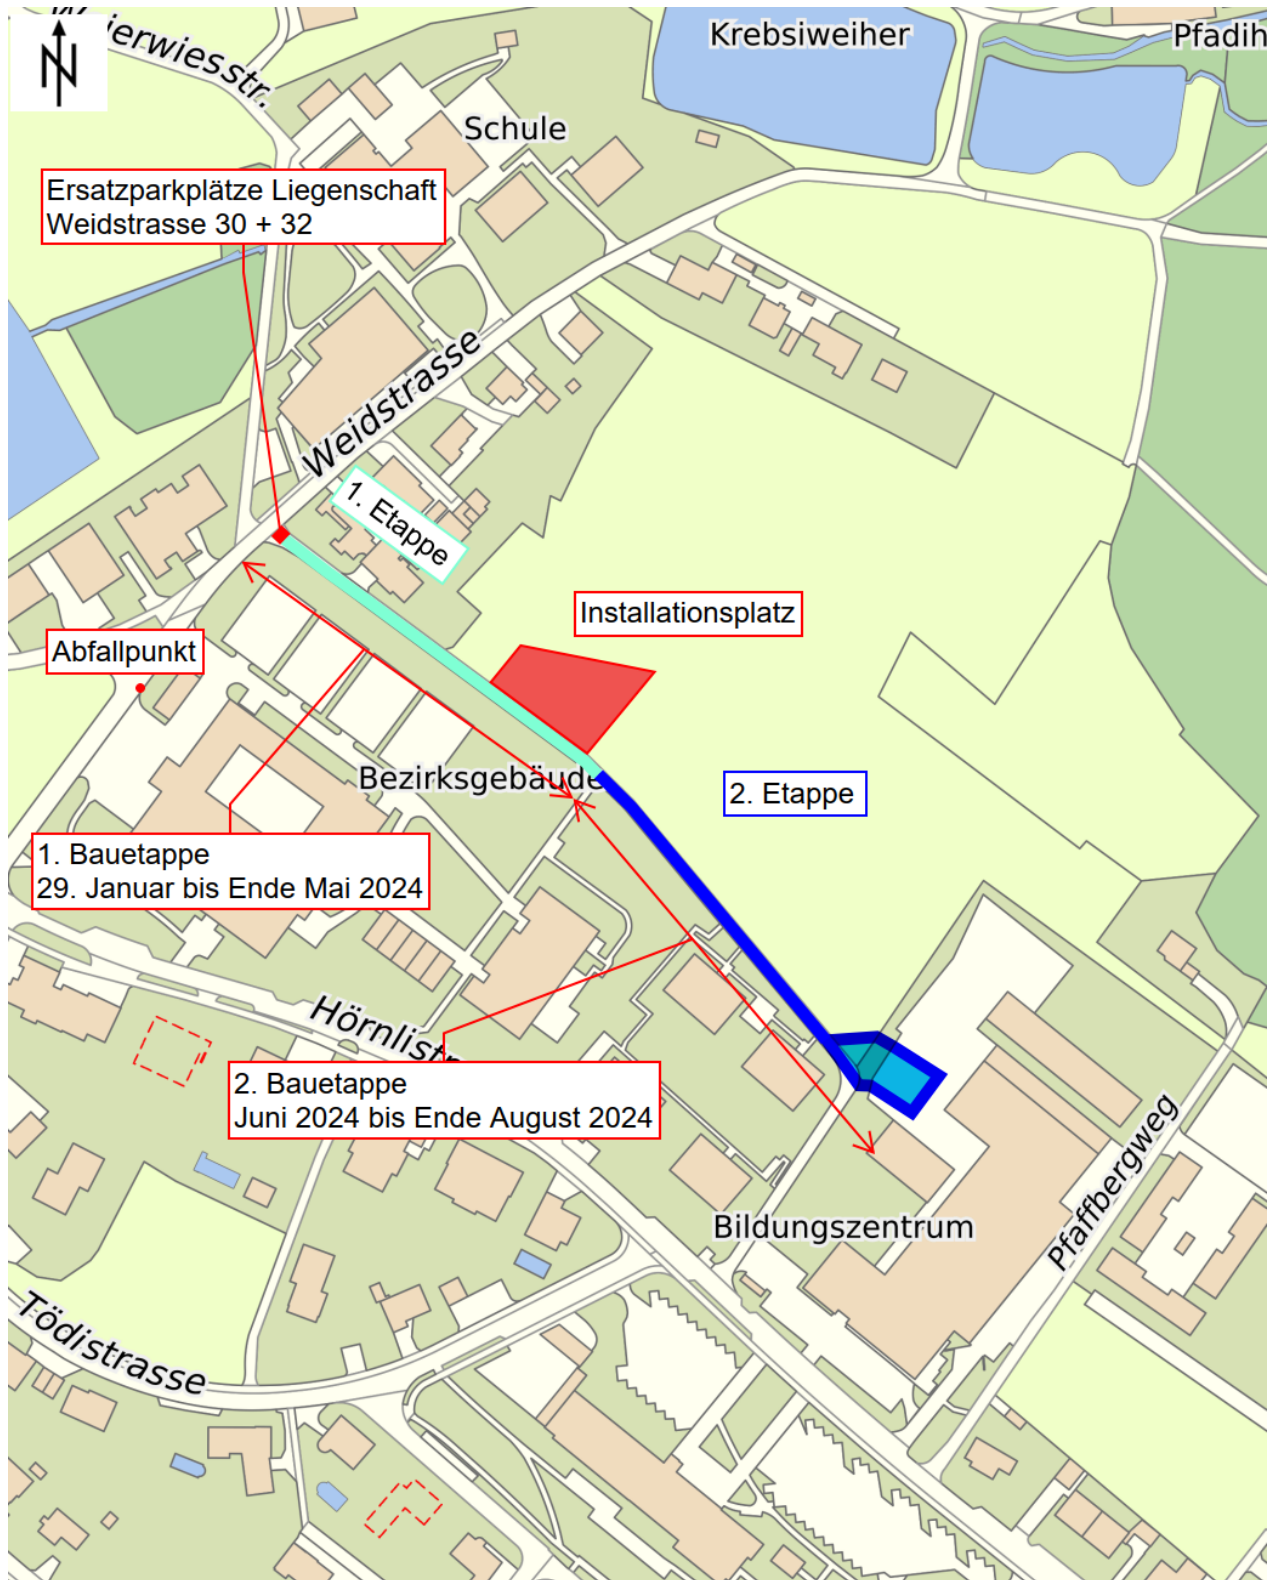 N
Krebsiweiher
Pfadih
Weierwiesstr.
Schule
Ersatzparkplätze Liegenschaft
Weidstrasse 30 + 32
Weidstrasse
1. Etappe
Installationsplatz
Abfallpunkt
Bezirksgebäude
2. Etappe
1. Bauetappe
29. Januar bis Ende Mai 2024
Hörnlistr
2. Bauetappe
Juni 2024 bis Ende August 2024
Pfaffbergweg
Bildungszentrum
Tödistrasse